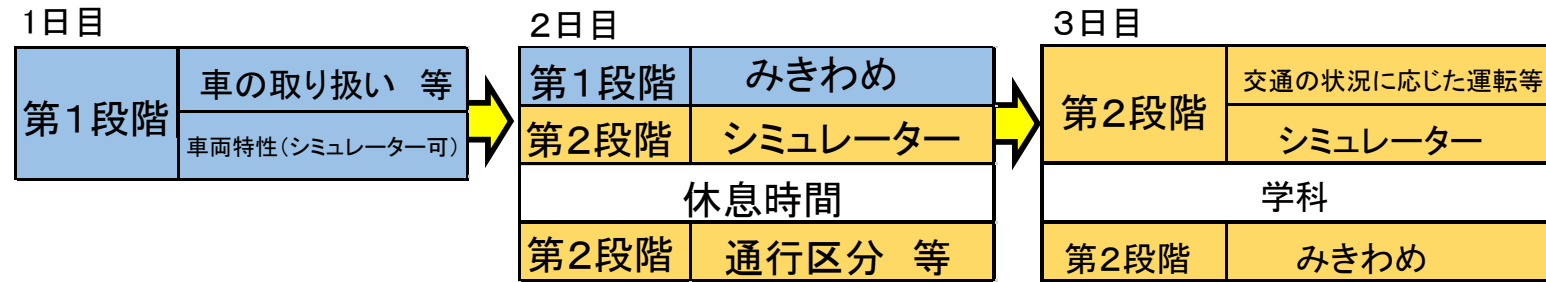 1日目
第1段階
車の取り扱い 等
車両特性(シミュレーター可)
2日目
第1段階 みきわめ
第2段階 シミュレーター
休息時間
第2段階 通行区分 等
3日目
第2段階
交通の状況に応じた運転等
シミュレーター
学科
第2段階 みきわめ